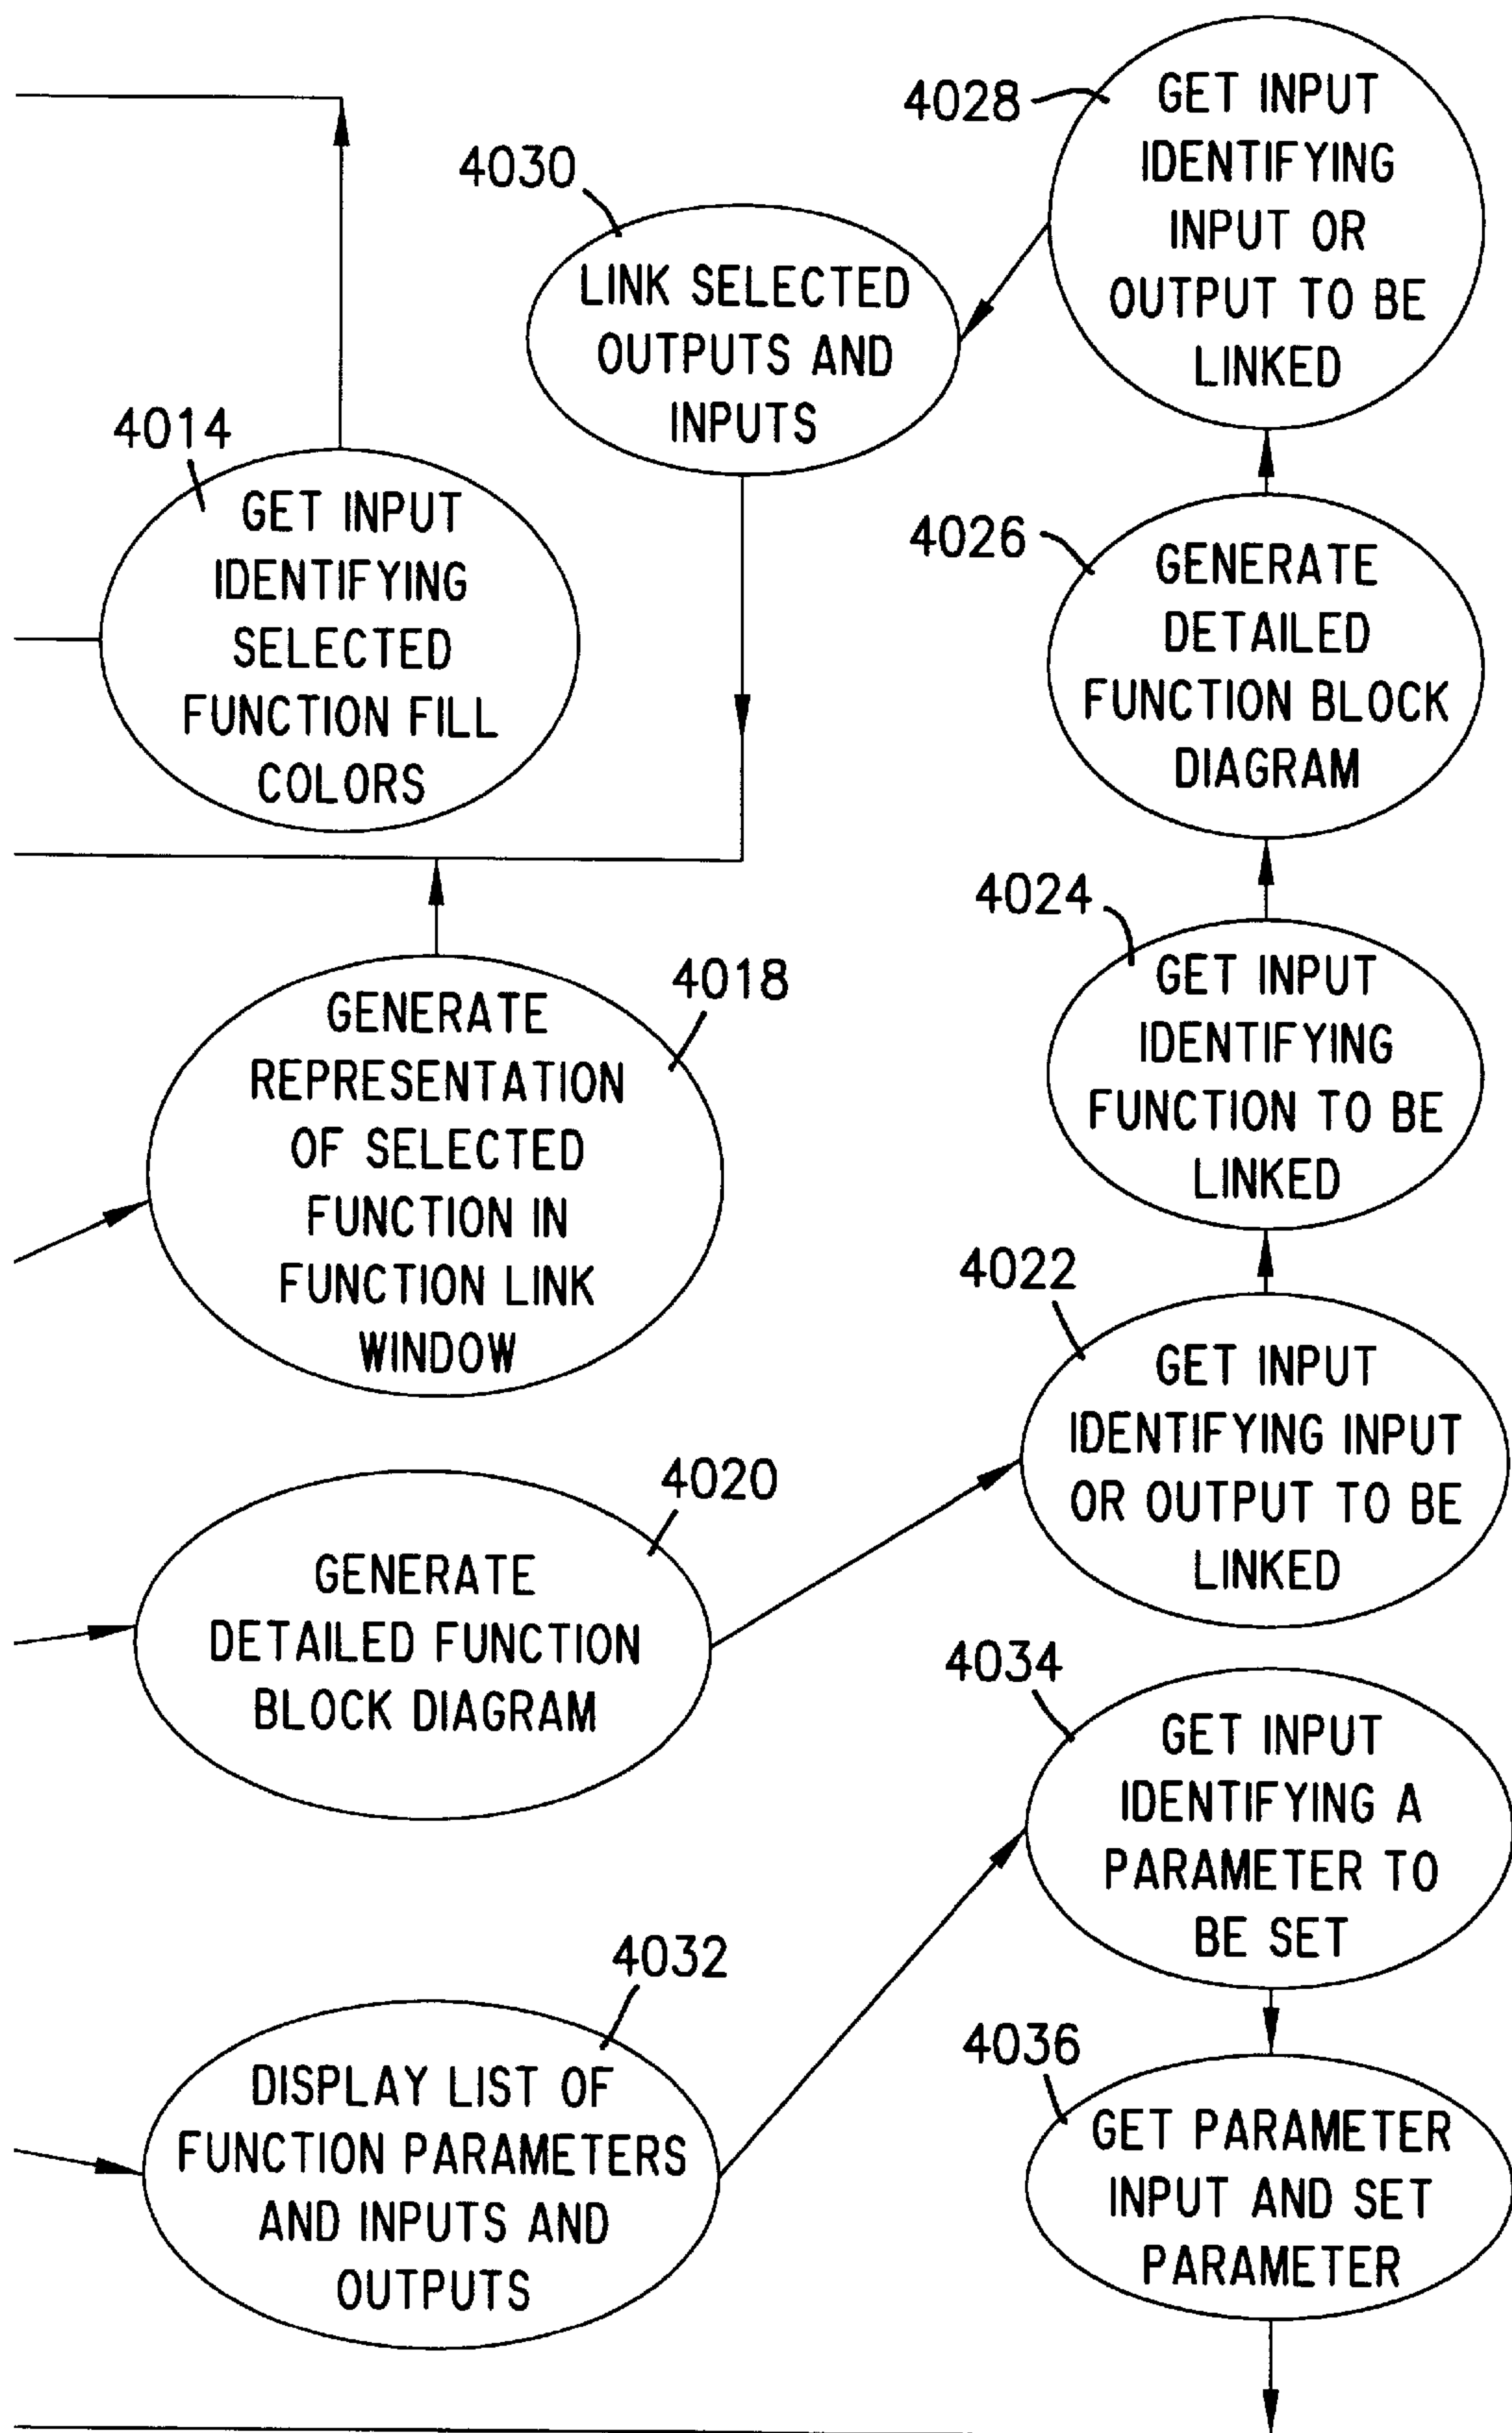 4028
GET INPUT
IDENTIFYING
INPUT OR
OUTPUT TO BE
LINKED
4030
LINK SELECTED
OUTPUTS AND
INPUTS
4014
GET INPUT
IDENTIFYING
SELECTED
FUNCTION FILL
COLORS
4026
GENERATE
DETAILED
FUNCTION BLOCK
DIAGRAM
4024
GET INPUT
IDENTIFYING
FUNCTION TO BE
LINKED
4018
GENERATE
REPRESENTATION
OF SELECTED
FUNCTION IN
FUNCTION LINK
WINDOW
4022
GET INPUT
IDENTIFYING INPUT
OR OUTPUT TO BE
LINKED
4020
GENERATE
DETAILED FUNCTION
BLOCK DIAGRAM
4034
GET INPUT
IDENTIFYING A
PARAMETER TO
BE SET
4032
DISPLAY LIST OF
FUNCTION PARAMETERS
AND INPUTS AND
OUTPUTS
4036
GET PARAMETER
INPUT AND SET
PARAMETER